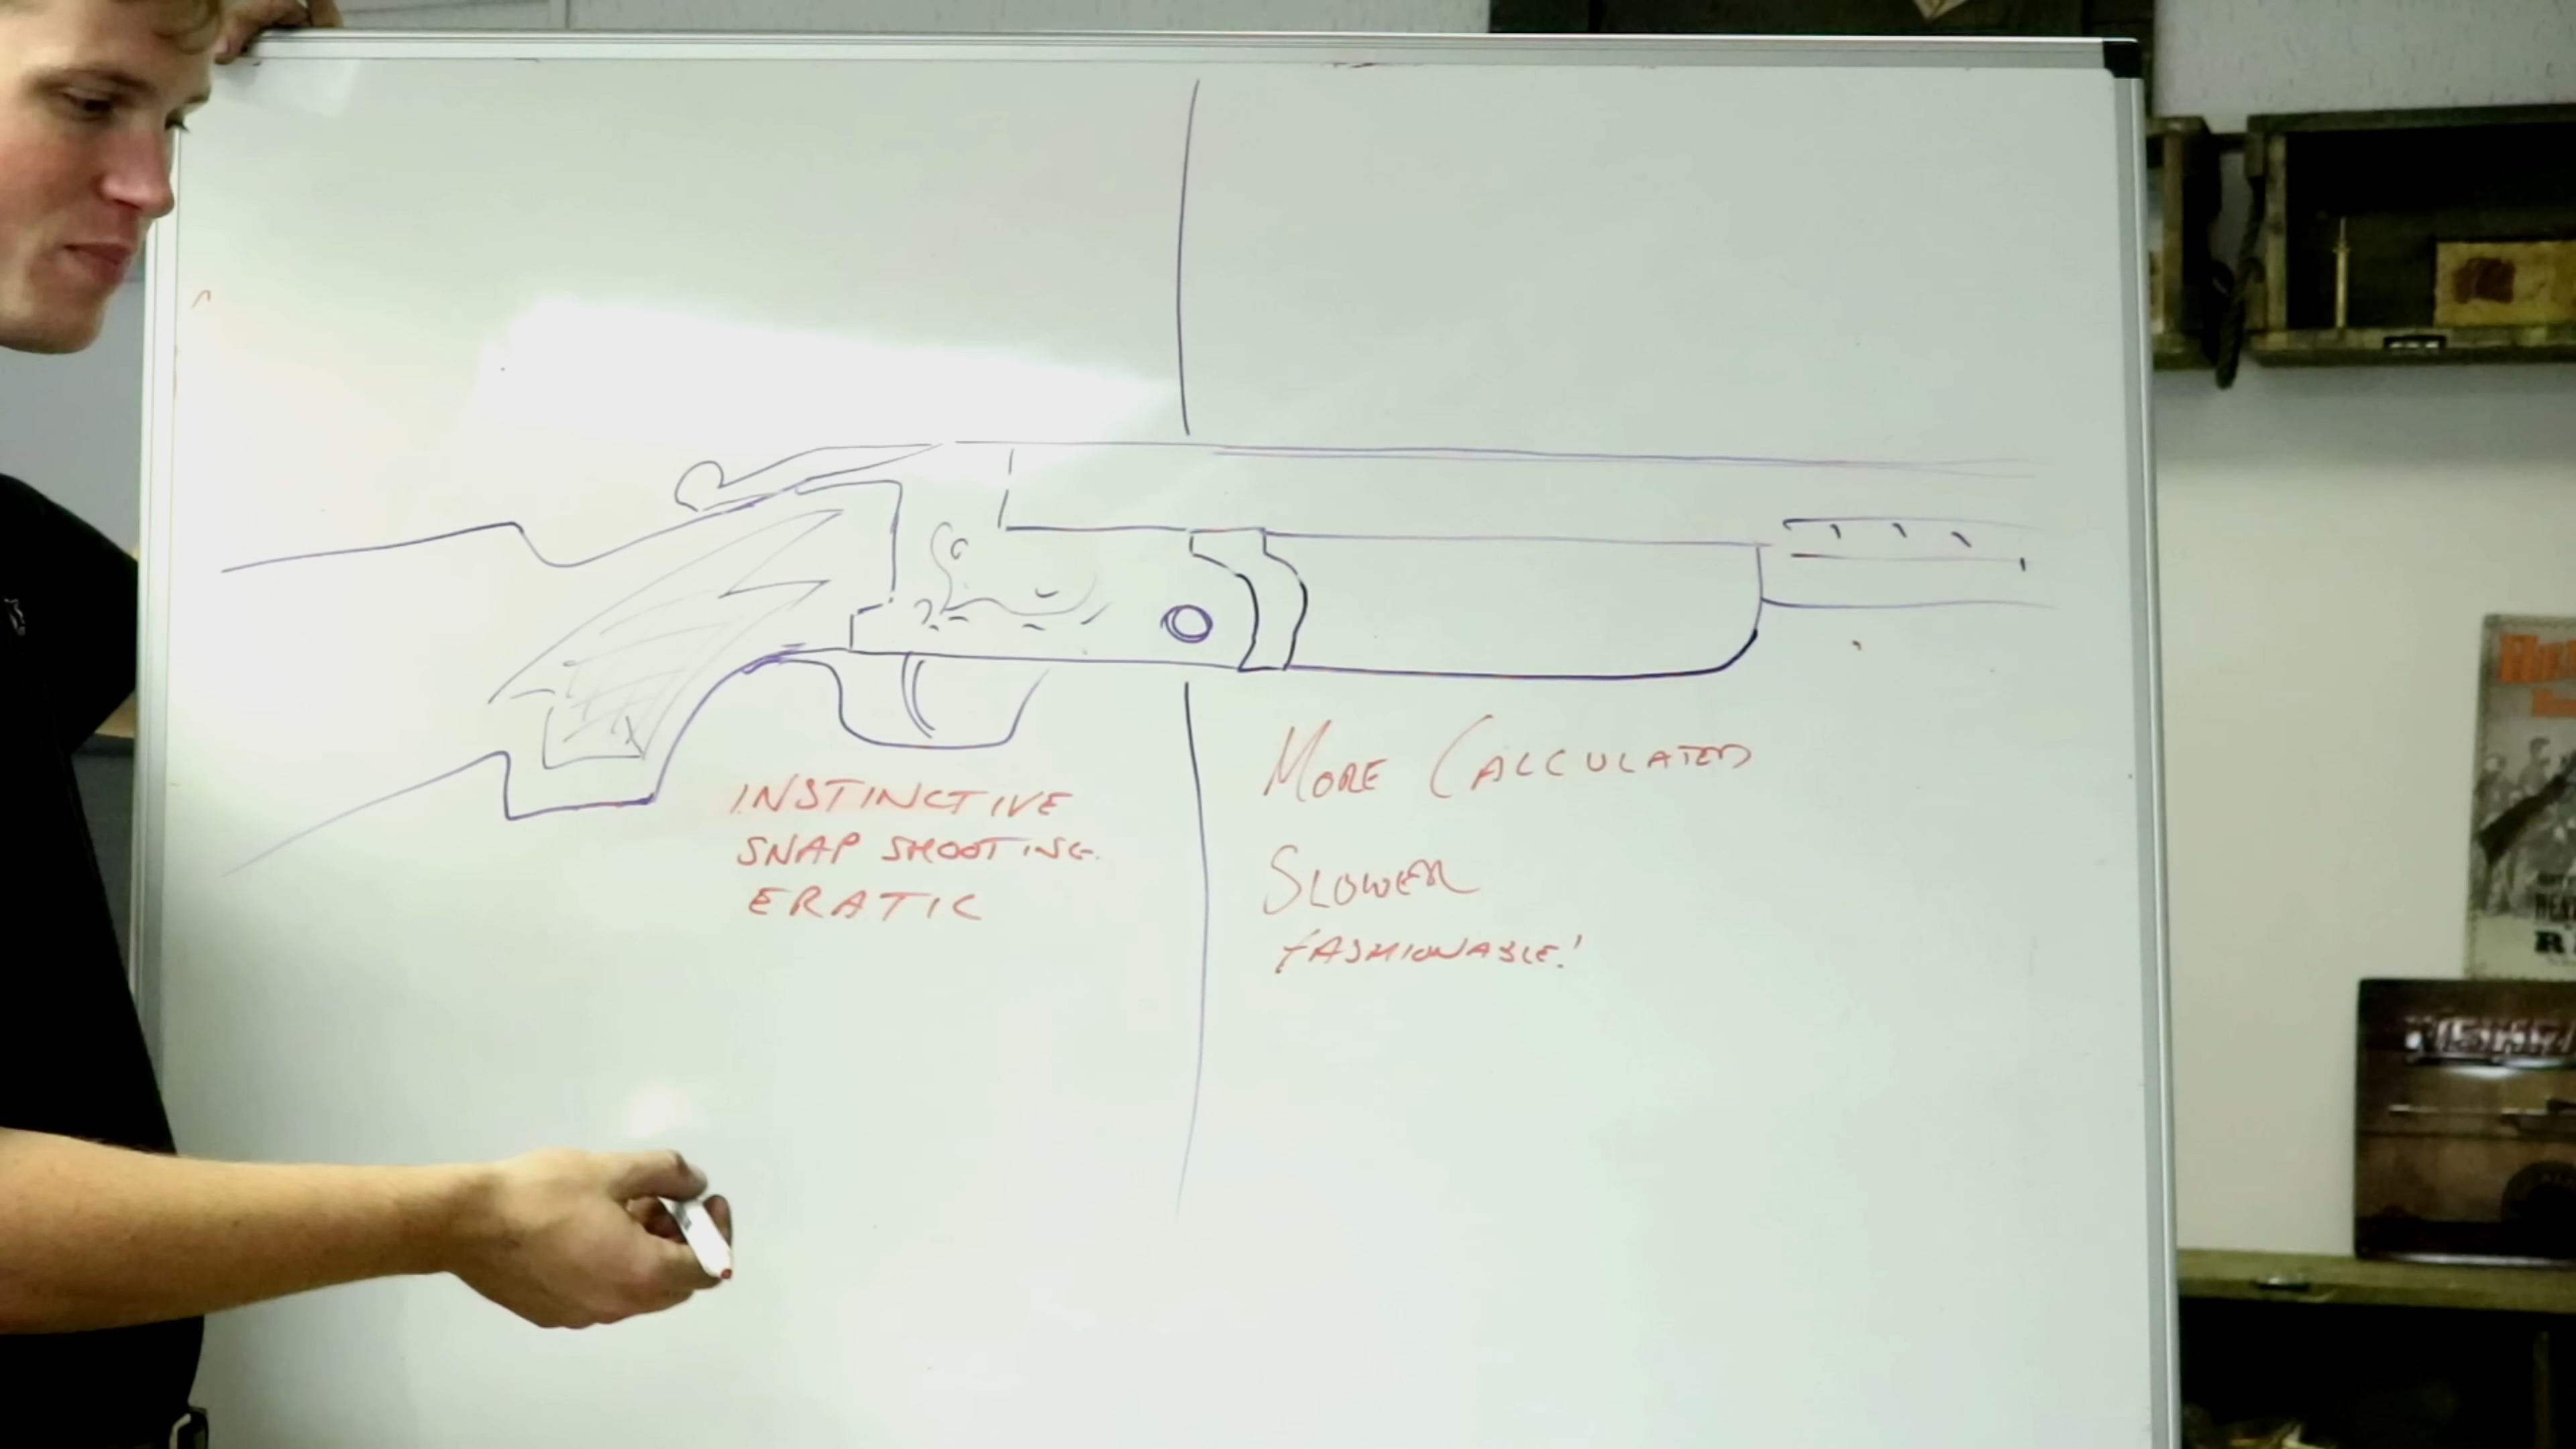 INSTINCTIVE
SNAP SHOOTING.
ERATIC
MORE CALCULATED
SLOWER
FASHIONABLE!